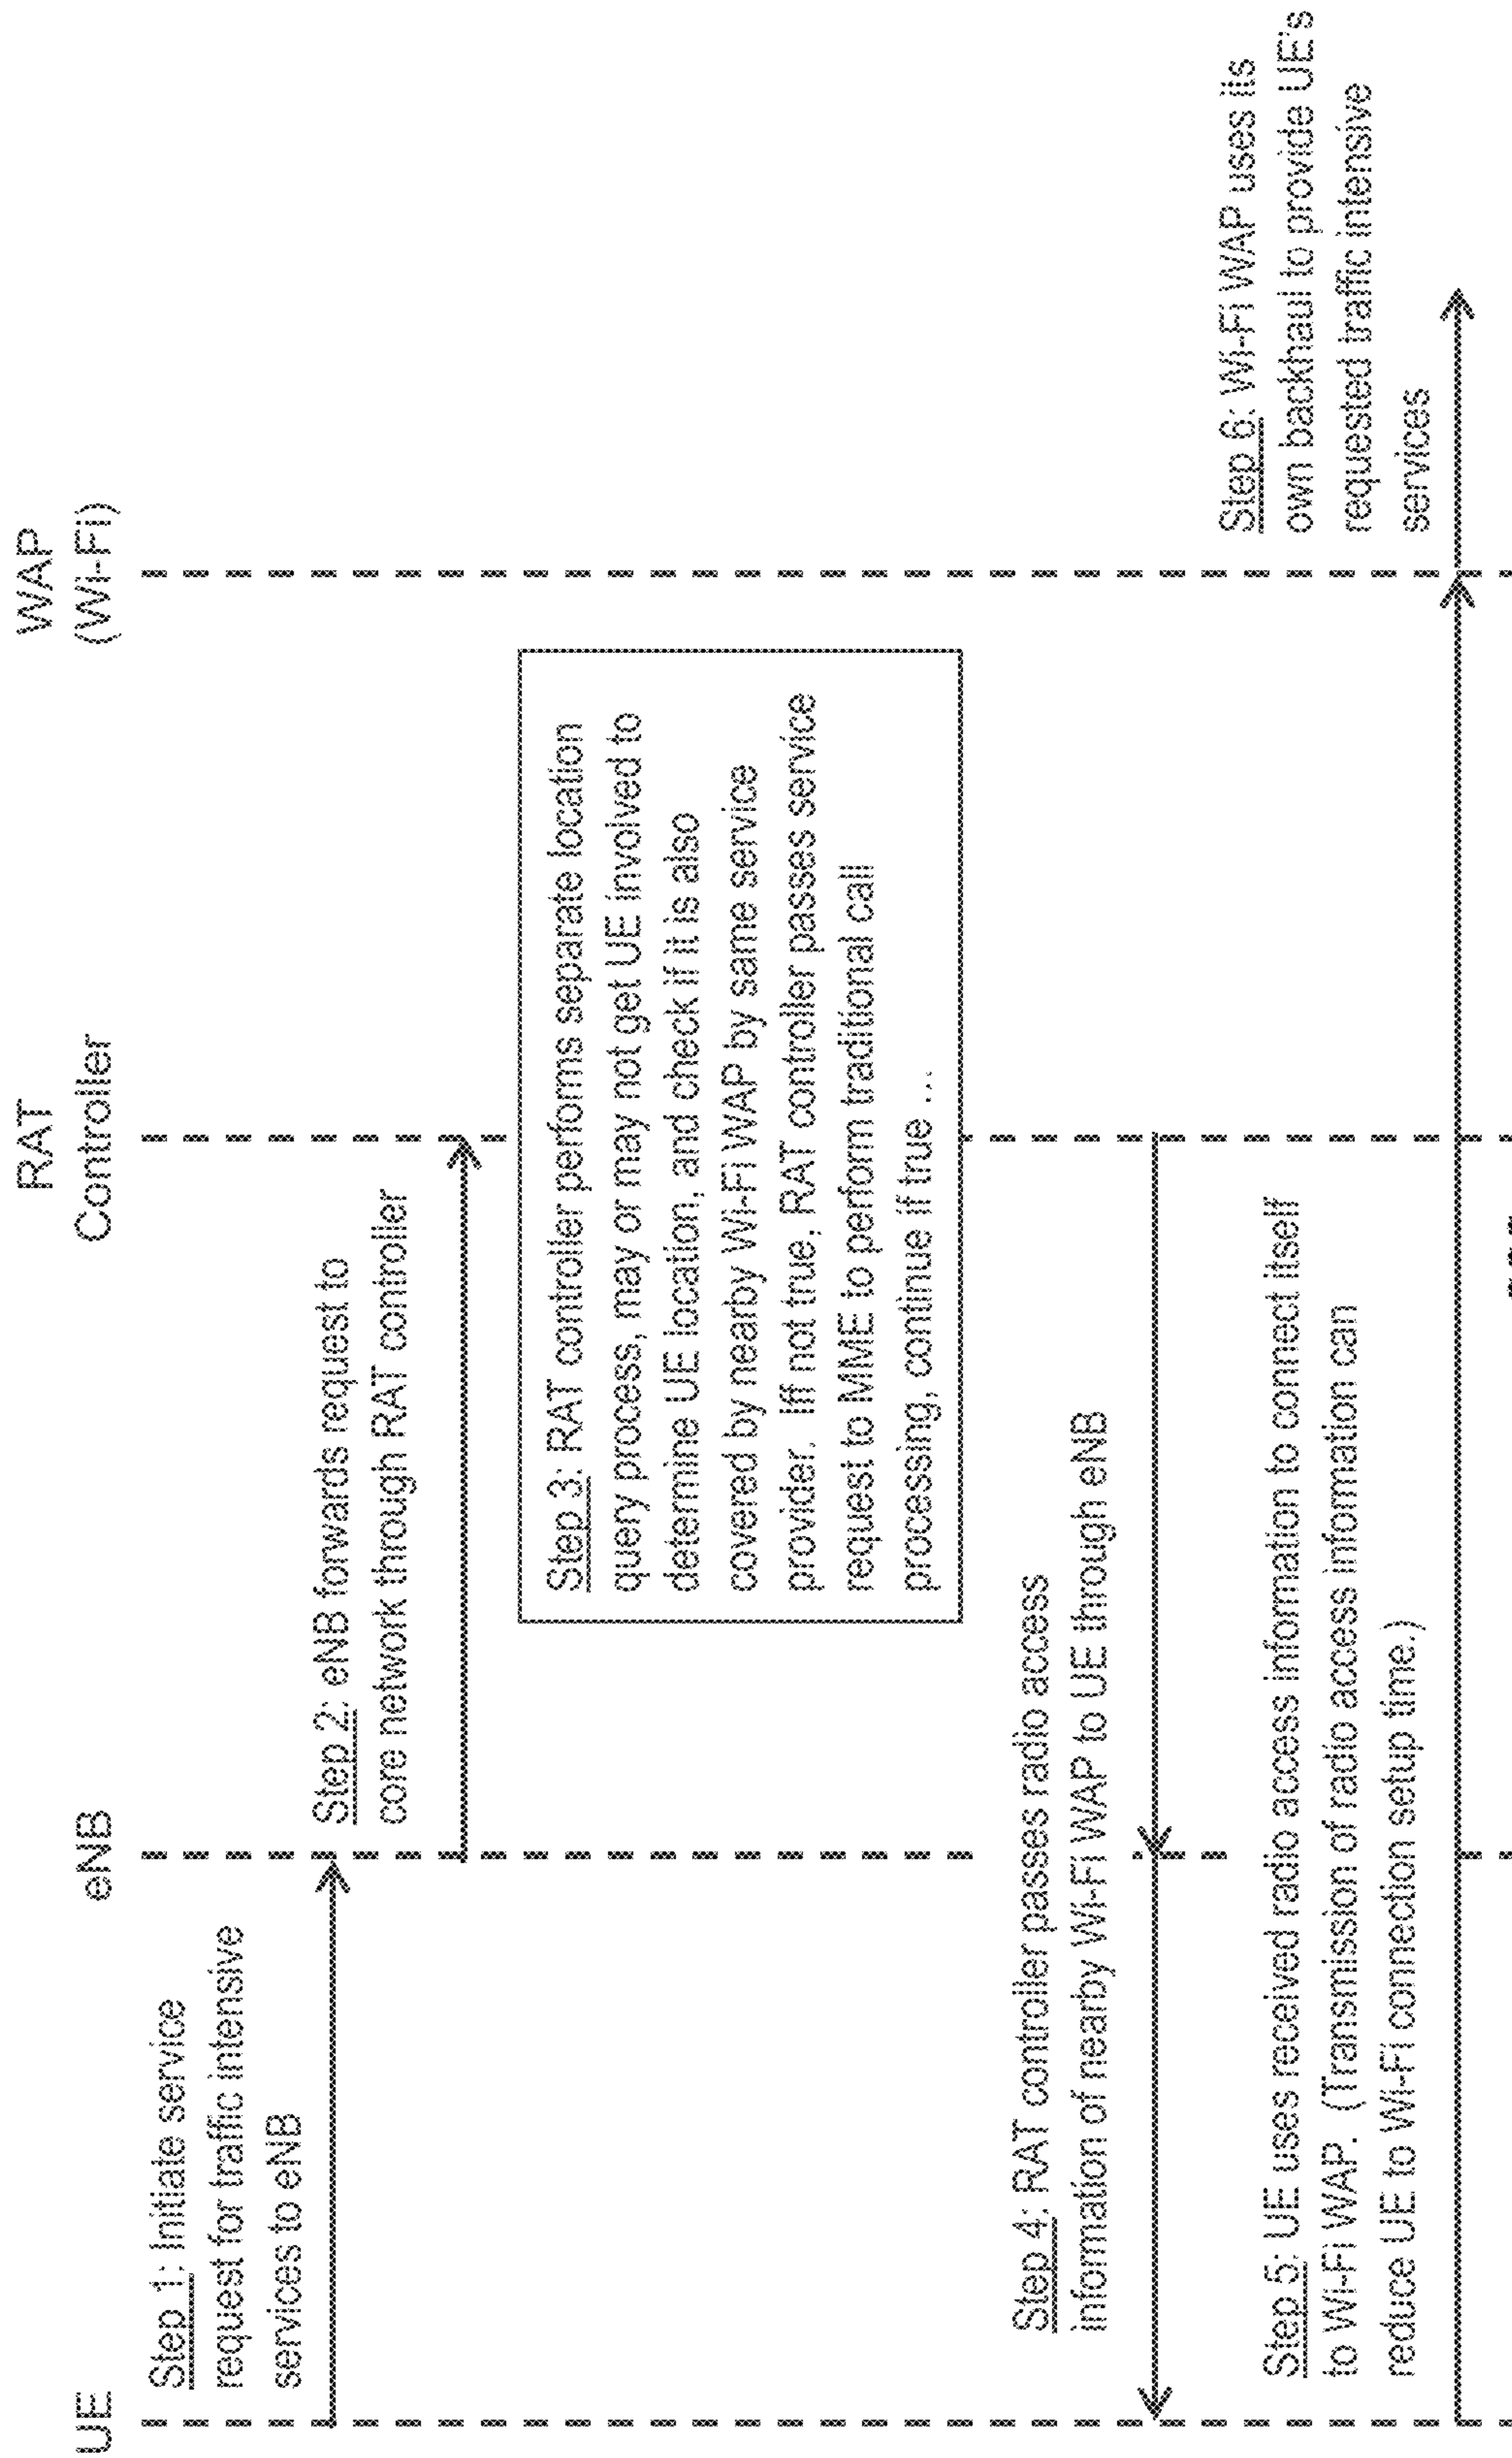 UE
eNB
RAT
Controller
WAP
(Wi-Fi)
Step 1: Initiate service
request for traffic intensive
services to eNB
Step 2: eNB forwards request to
core network through RAT controller
Step 3: RAT controller performs separate location
query process, may or may not get UE involved to
determine UE location, and check if it is also
covered by nearby Wi-Fi WAP by same service
provider. Iff not true, RAT controller passes service
request to MME to perform traditional call
processing, continue if true ...
Step 4: RAT controller passes radio access
information of nearby Wi-Fi WAP to UE through eNB
Step 5: UE uses received radio access information to connect itself
to Wi-Fi WAP. (Transmission of radio access information can
reduce UE to Wi-Fi connection setup time.)
Step 6: Wi-Fi WAP uses its
own backhaul to provide UE's
requested traffic intensive
services